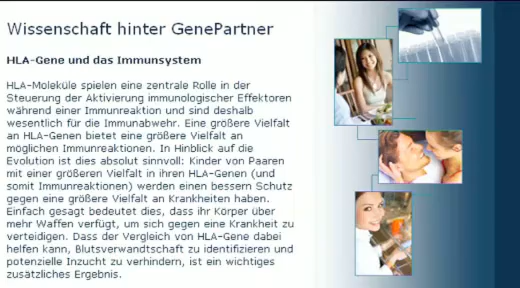 Wissenschaft hinter GenePartner
HLA-Gene und das Immunsystem
HLA-Moleküle spielen eine zentrale Rolle in der
Steuerung der Aktivierung immunologischer Effektoren
während einer Immunreaktion und sind deshalb
wesentlich für die Immunabwehr. Eine größere Vielfalt
an HLA-Genen bietet eine größere Vielfalt an
möglichen Immunreaktionen. In Hinblick auf die
Evolution ist dies absolut sinnvoll: Kinder von Paaren
mit einer größeren Vielfalt in ihren HLA-Genen (und
somit Immunreaktionen) werden einen bessern Schutz
gegen eine größere Vielfalt an Krankheiten haben.
Einfach gesagt bedeutet dies, dass ihr Körper über
mehr Waffen verfügt, um sich gegen eine Krankheit zu
verteidigen. Dass der Vergleich von HLA-Gene dabei
helfen kann, Blutsverwandtschaft zu identifizieren und
potenzielle Inzucht zu verhindern, ist ein wichtiges
zusätzliches Ergebnis.